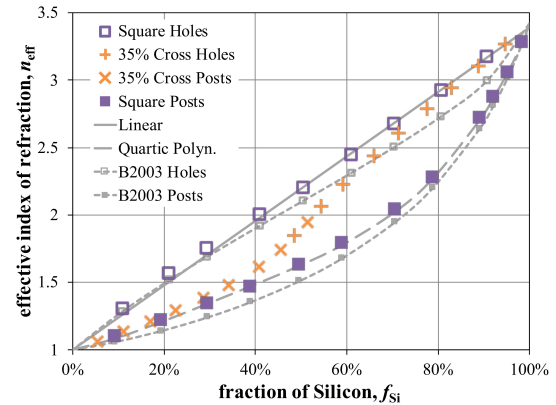 effective index of refraction, n_eff
3.5
3
2.5
2
1.5
1
Square Holes
35% Cross Holes
35% Cross Posts
Square Posts
Linear
Quartic Polyn.
B2003 Holes
B2003 Posts
0%
20%
40%
60%
80%
100%
fraction of Silicon, f_Si